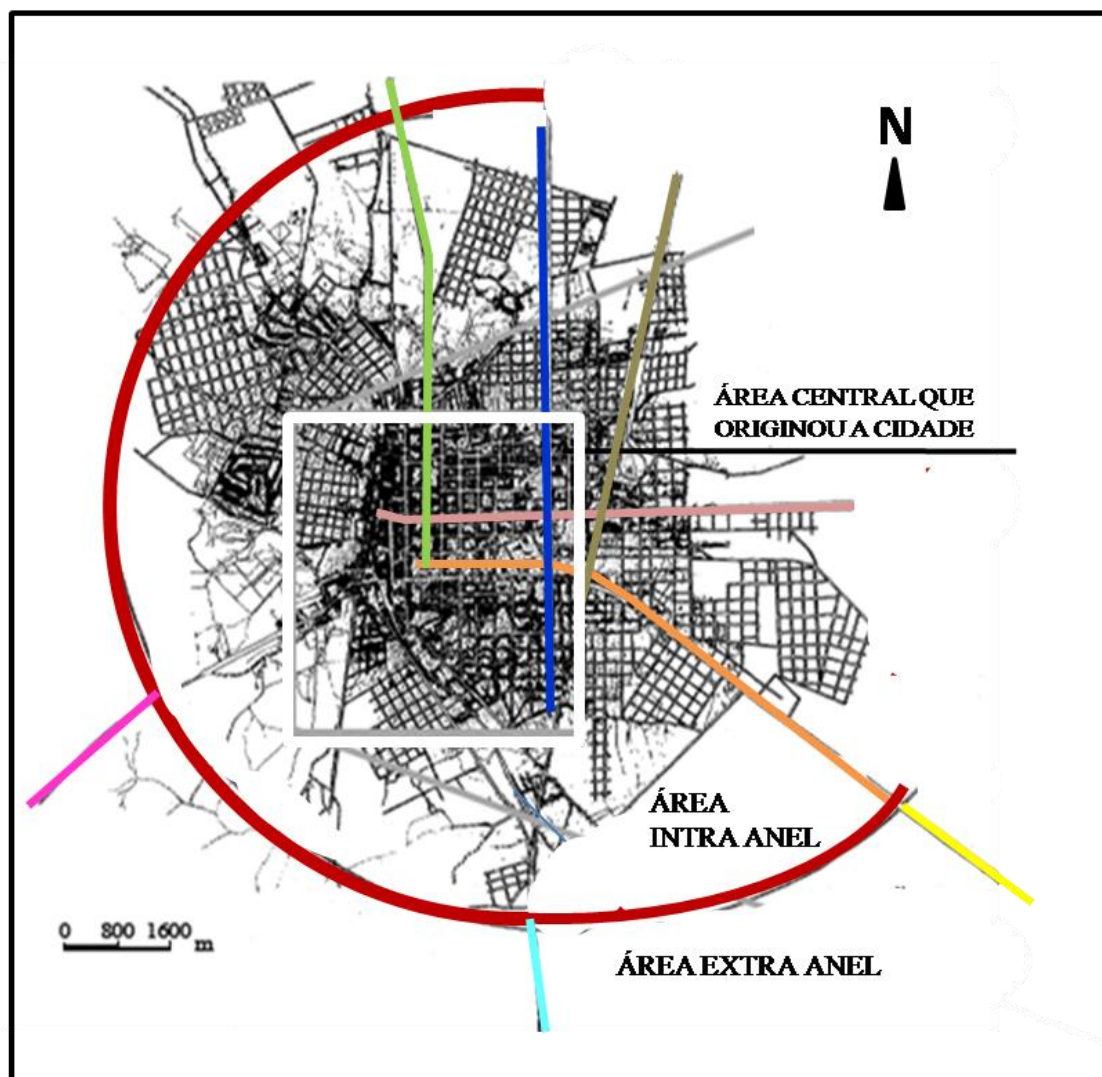 N
ÁREA CENTRAL QUE
ORIGINOU A CIDADE
ÁREA
INTRA ANEL
0 800 1600 m
ÁREA EXTRA ANEL